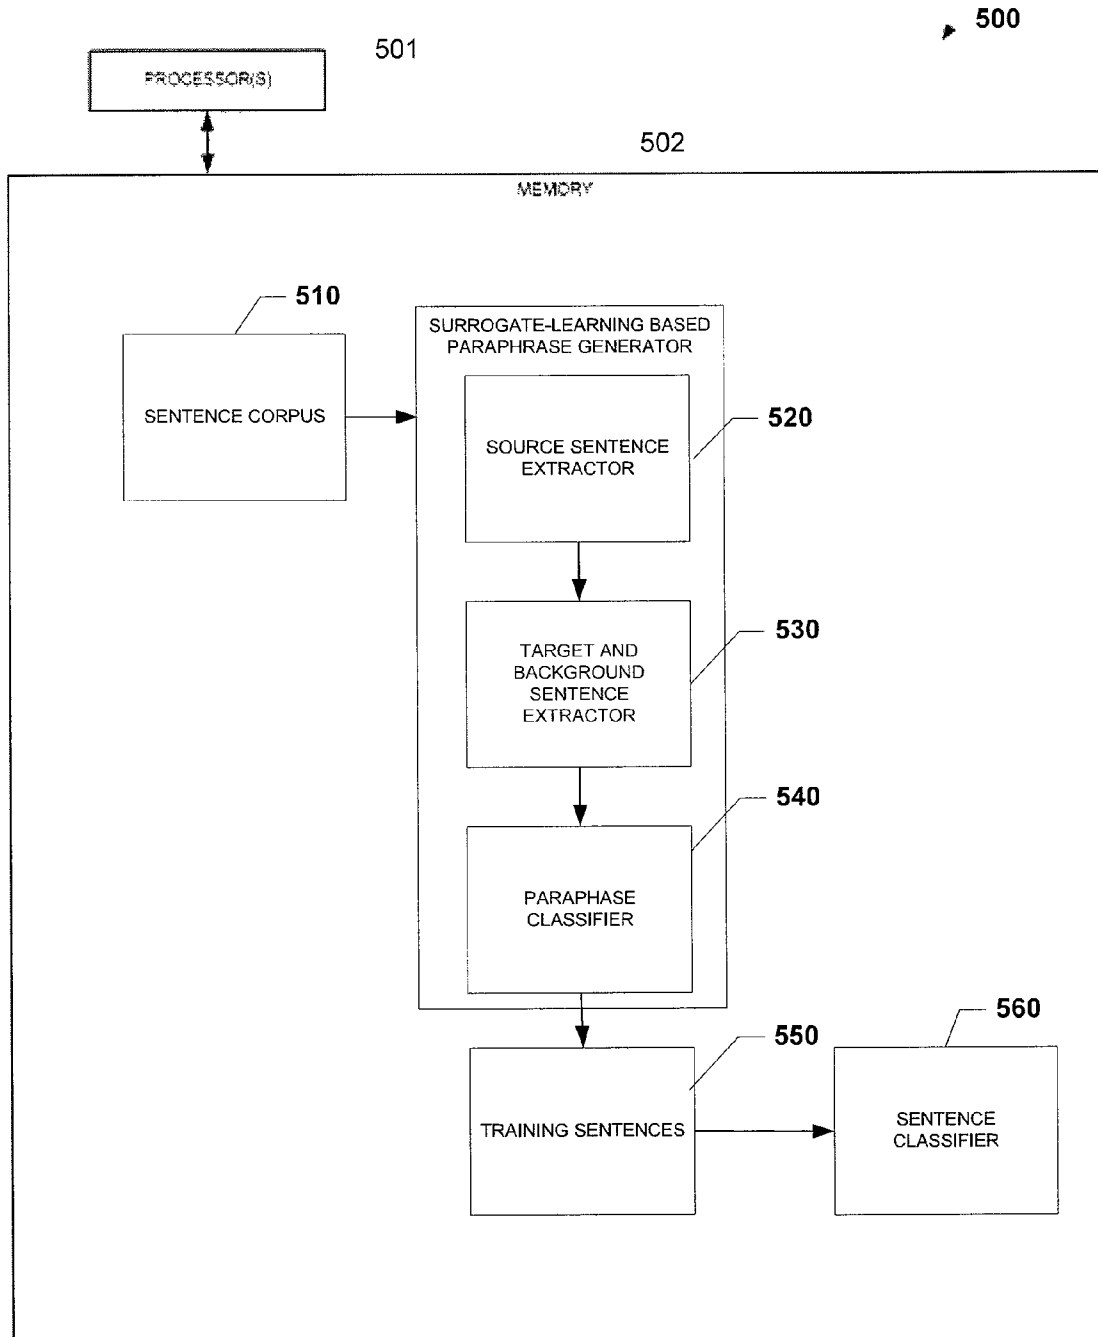 500
501
PROCESSOR(S)
502
MEMORY
510
SENTENCE CORPUS
SURROGATE-LEARNING BASED
PARAPHRASE GENERATOR
520
SOURCE SENTENCE
EXTRACTOR
530
TARGET AND
BACKGROUND
SENTENCE
EXTRACTOR
540
PARAPHASE
CLASSIFIER
550
TRAINING SENTENCES
560
SENTENCE
CLASSIFIER